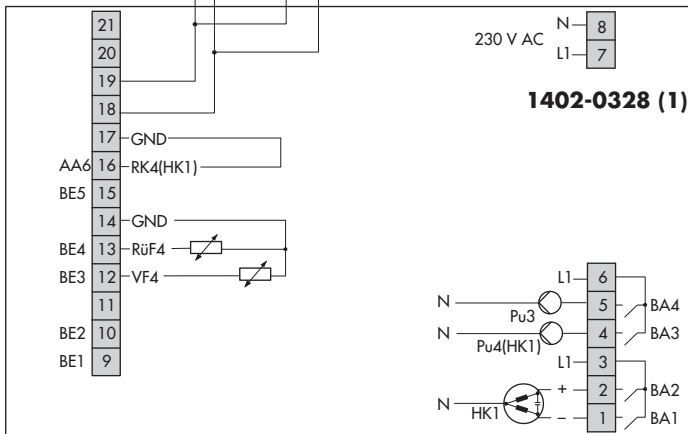 21
20
19
18
17 GND
AA6 16 RK4(HK1)
BE5 15
14 GND
BE4 13 RüF4
BE3 12 VF4
11
BE2 10
BE1 9
N 8
230 V AC
L1 7
1402-0328 (1)
L1 6
N Pu3 5 BA4
N Pu4(HK1) 4 BA3
L1 3
+ 2 BA2
N HK1
− 1 BA1